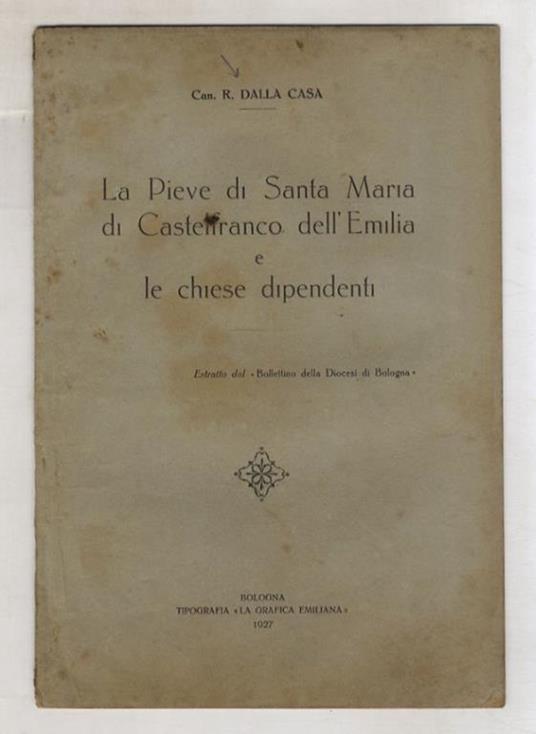 Can. R. DALLA CASA
La Pieve di Santa Maria
di Castelfranco dell'Emilia
e
le chiese dipendenti
Estratto dal «Bollettino della Diocesi di Bologna»
BOLOGNA
TIPOGRAFIA «LA GRAFICA EMILIANA»
1927